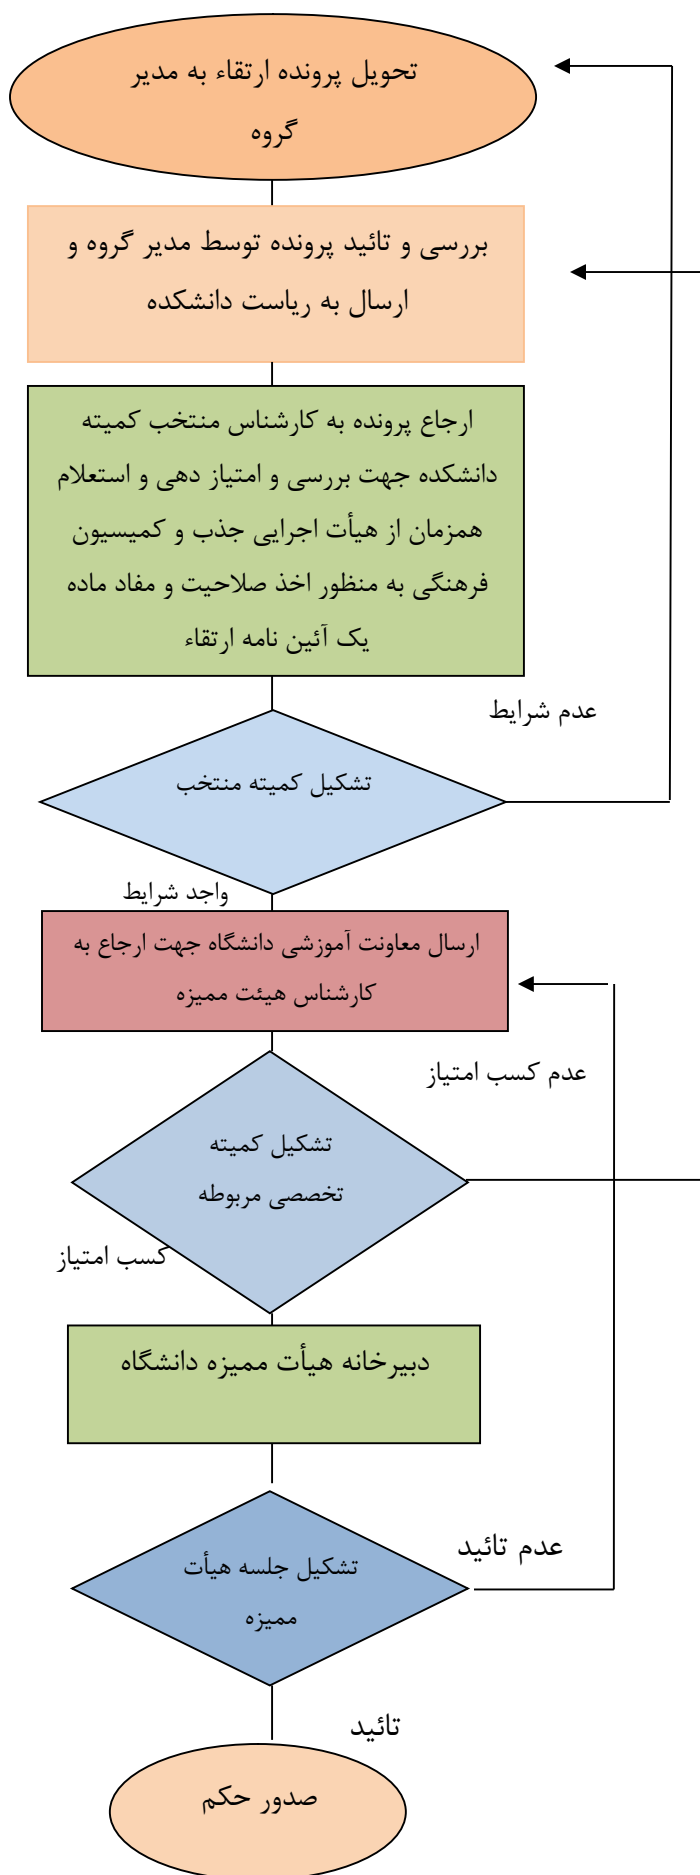 تحویل پرونده ارتقاء به مدیر
گروه
بررسی و تائید پرونده توسط مدیر گروه و
ارسال به ریاست دانشکده
ارجاع پرونده به کارشناس منتخب کمیته
دانشکده جهت بررسی و امتیاز دهی و استعلام
همزمان از هیأت اجرایی جذب و کمیسیون
فرهنگی به منظور اخذ صلاحیت و مفاد ماده
یک آئین نامه ارتقاء
عدم شرایط
تشکیل کمیته منتخب
واجد شرایط
ارسال معاونت آموزشی دانشگاه جهت ارجاع به
کارشناس هیئت ممیزه
عدم کسب امتیاز
تشکیل کمیته
تخصصی مربوطه
کسب امتیاز
دبیرخانه هیأت ممیزه دانشگاه
عدم تائید
تشکیل جلسه هیأت
ممیزه
تائید
صدور حکم